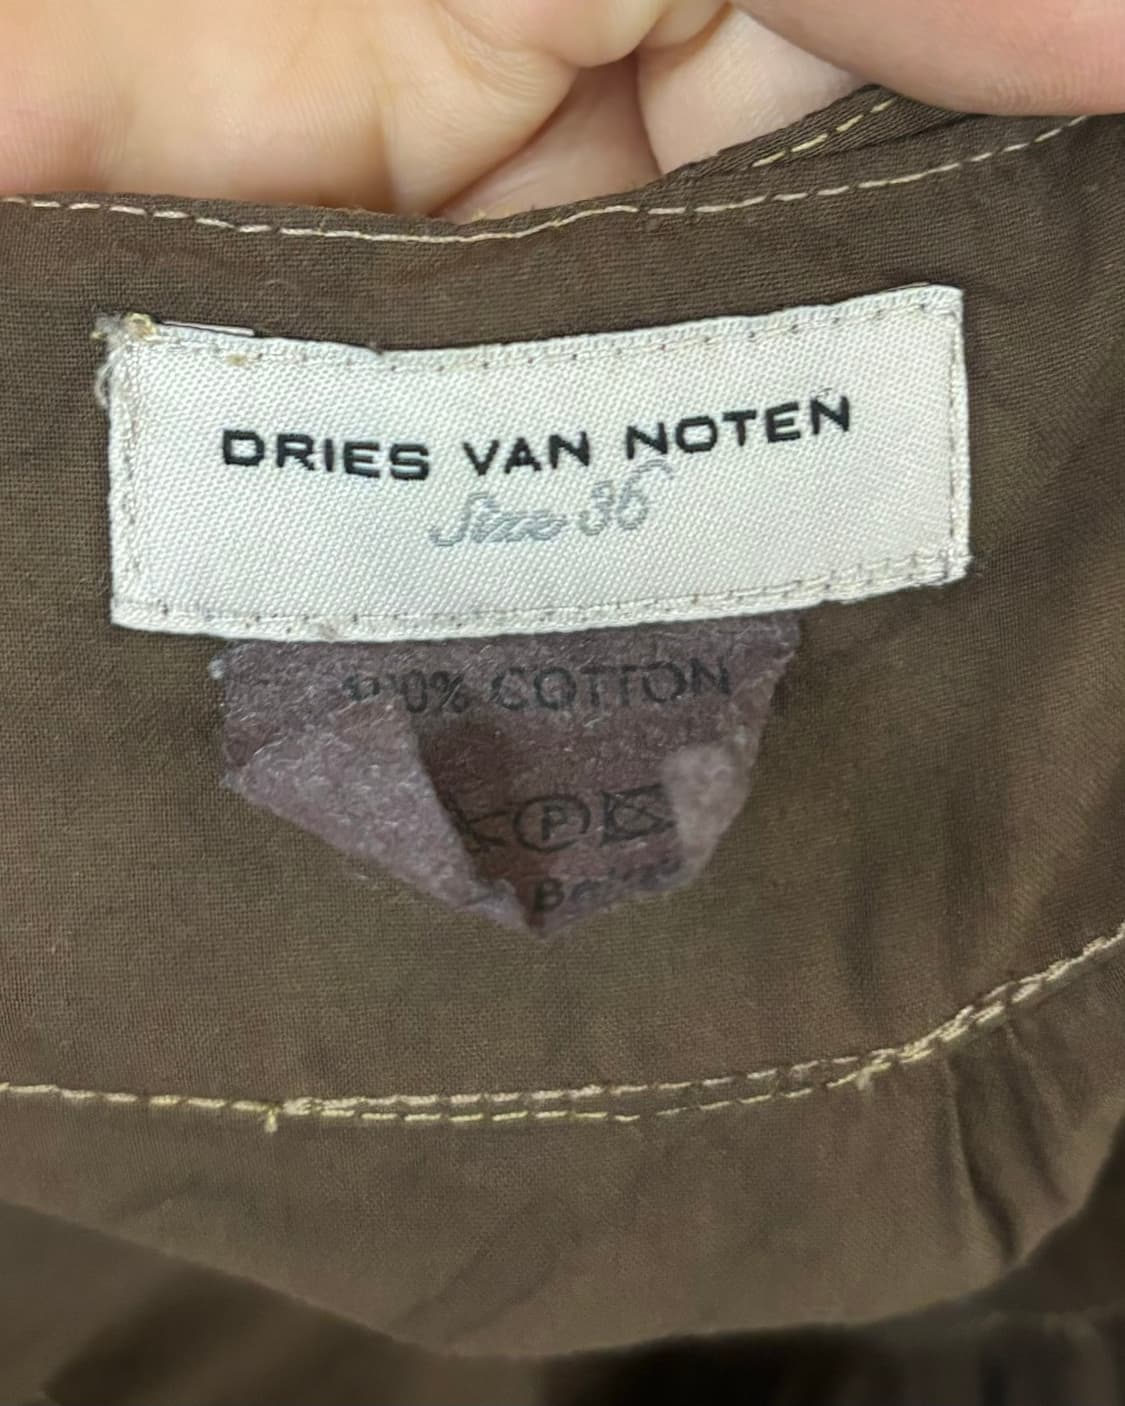 DRIES VAN NOTEN
Size 36
COTTON
P